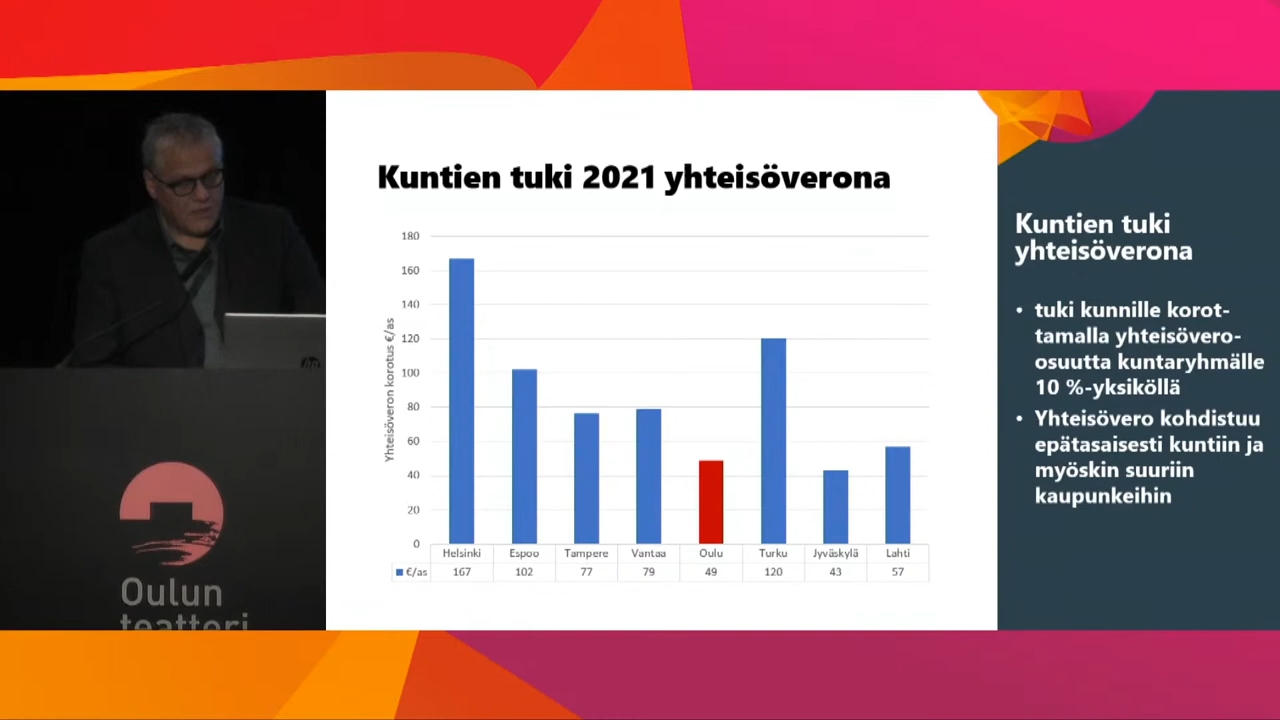 Kuntien tuki 2021 yhteisöverona
180
160
140
120
100
80
60
40
20
0
Yhteisöveron korotus €/as
Helsinki Espoo Tampere Vantaa Oulu Turku Jyväskylä Lahti
€/as 167 102 77 79 49 120 43 57
Kuntien tuki
yhteisöverona
• tuki kunnille korot-
tamalla yhteisövero-
osuutta kuntaryhmälle
10 %-yksiköllä
• Yhteisövero kohdistuu
epätasaisesti kuntiin ja
myöskin suuriin
kaupunkeihin
hp
Oulun
teatteri